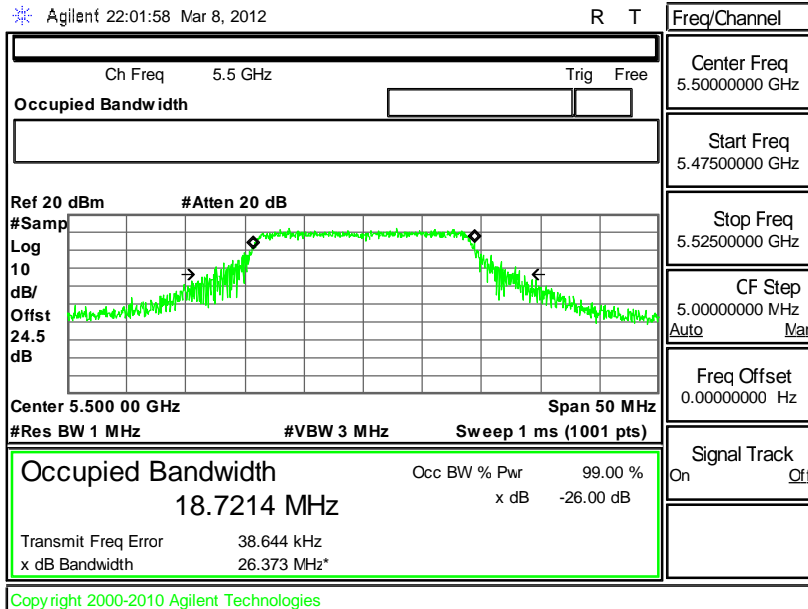 Agilent 22:01:58 Mar 8, 2012 R T
Freq/Channel
Ch Freq 5.5 GHz Trig Free
Occupied Bandwidth
Center Freq
5.50000000 GHz
Start Freq
5.47500000 GHz
Stop Freq
5.52500000 GHz
CF Step
5.00000000 MHz
Auto Man
Freq Offset
0.00000000 Hz
Signal Track
On Off
Ref 20 dBm #Atten 20 dB
#Samp
Log
10
dB/
Offst
24.5
dB
Center 5.500 00 GHz Span 50 MHz
#Res BW 1 MHz #VBW 3 MHz Sweep 1 ms (1001 pts)
Occupied Bandwidth Occ BW % Pwr 99.00 %
18.7214 MHz x dB -26.00 dB
Transmit Freq Error 38.644 kHz
x dB Bandwidth 26.373 MHz*
Copyright 2000-2010 Agilent Technologies